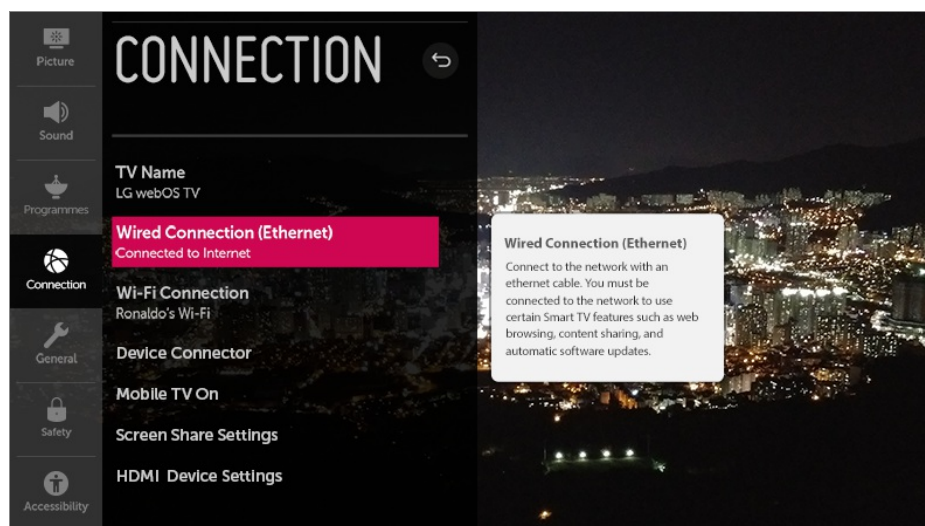 Picture
Sound
Programmes
Connection
General
Safety
Accessibility
CONNECTION
TV Name
LG webOS TV
Wired Connection (Ethernet)
Connected to Internet
Wi-Fi Connection
Ronaldo's Wi-Fi
Device Connector
Mobile TV On
Screen Share Settings
HDMI Device Settings
Wired Connection (Ethernet)
Connect to the network with an
ethernet cable. You must be
connected to the network to use
certain Smart TV features such as web
browsing, content sharing, and
automatic software updates.